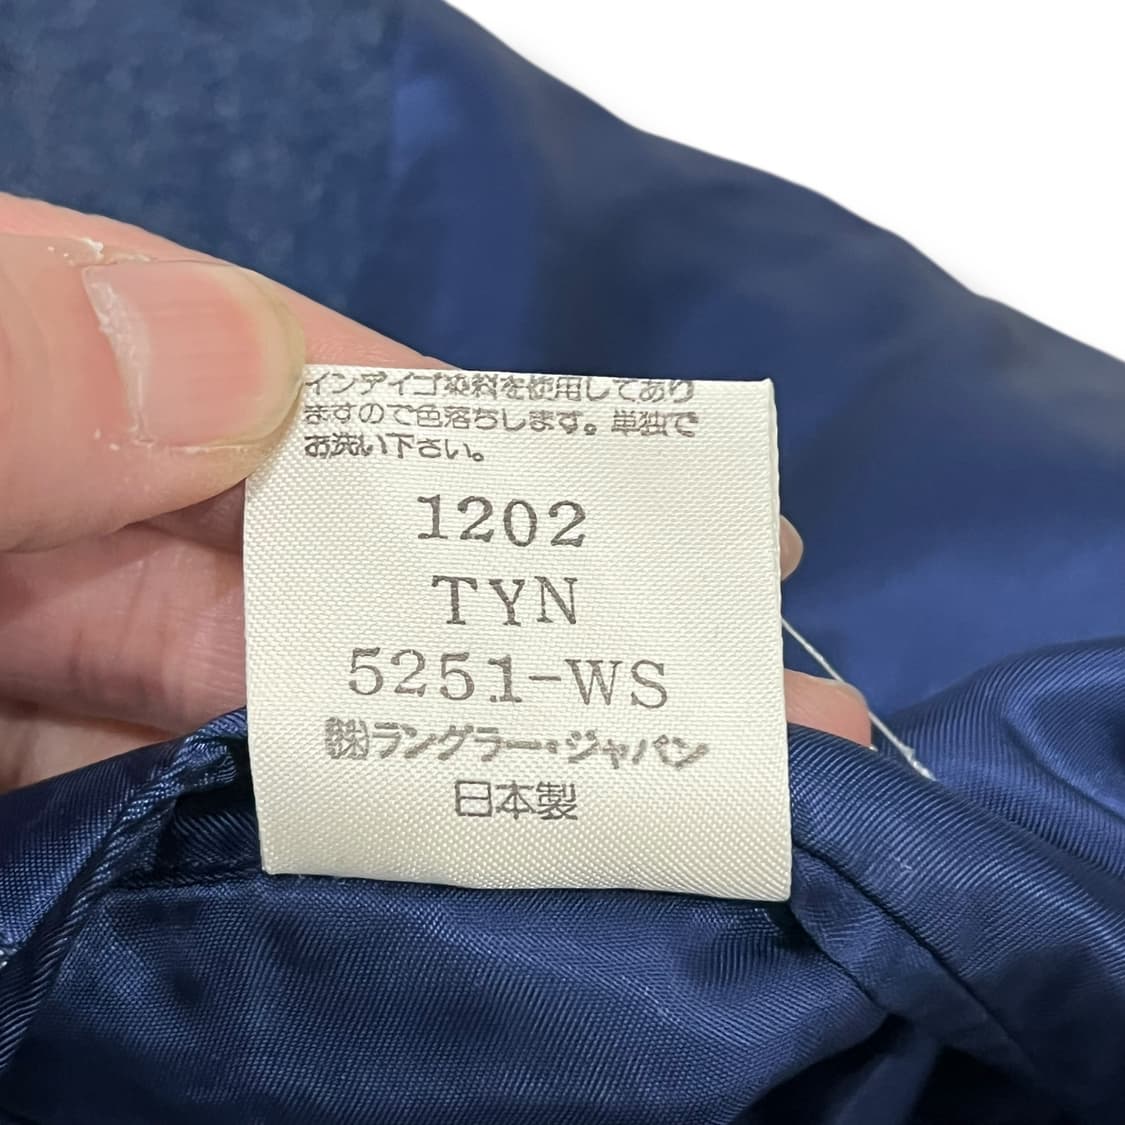 インディゴ染料を使用してあり
ますので色落ちします。単独で
お洗い下さい。
1202
TYN
5251-WS
㈱ラングラー・ジャパン
日本製